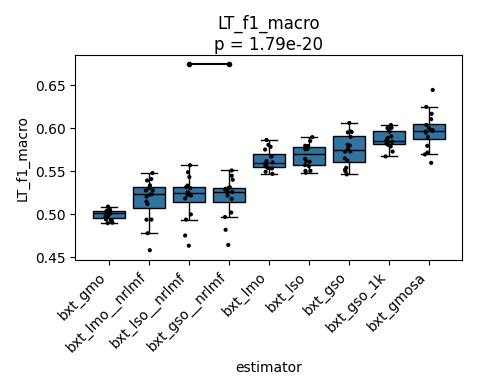 LT_f1_macro
p = 1.79e-20
LT_f1_macro
0.65
0.60
0.55
0.50
0.45
bxt_gmo
bxt_lmo__nrlmf
bxt_lso__nrlmf
bxt_gso__nrlmf
bxt_lmo
bxt_lso
bxt_gso
bxt_gso_1k
bxt_gmosa
estimator